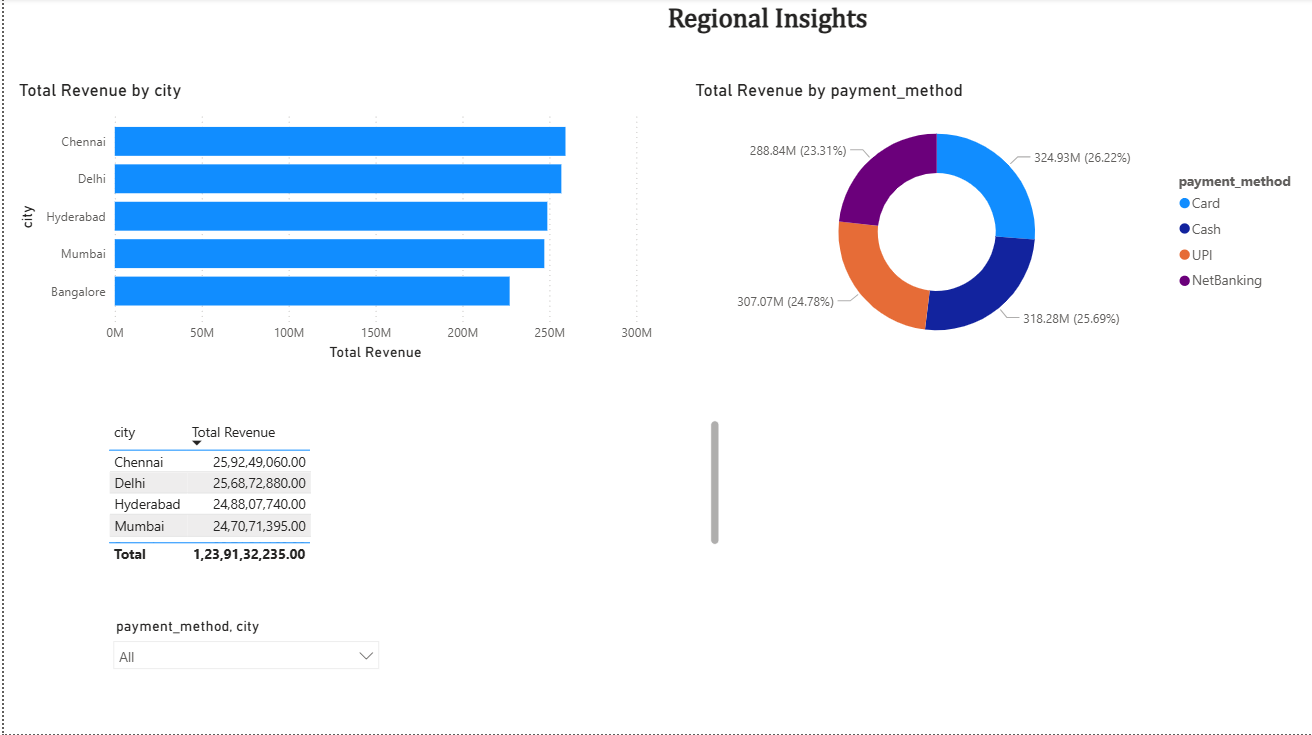 Regional Insights
Total Revenue by city
city
Chennai
Delhi
Hyderabad
Mumbai
Bangalore
0M 50M 100M 150M 200M 250M 300M
Total Revenue
Total Revenue by payment_method
288.84M (23.31%)
324.93M (26.22%)
307.07M (24.78%)
318.28M (25.69%)
payment_method
Card
Cash
UPI
NetBanking
city Total Revenue
Chennai 25,92,49,060.00
Delhi 25,68,72,880.00
Hyderabad 24,88,07,740.00
Mumbai 24,70,71,395.00
Total 1,23,91,32,235.00
payment_method, city
All